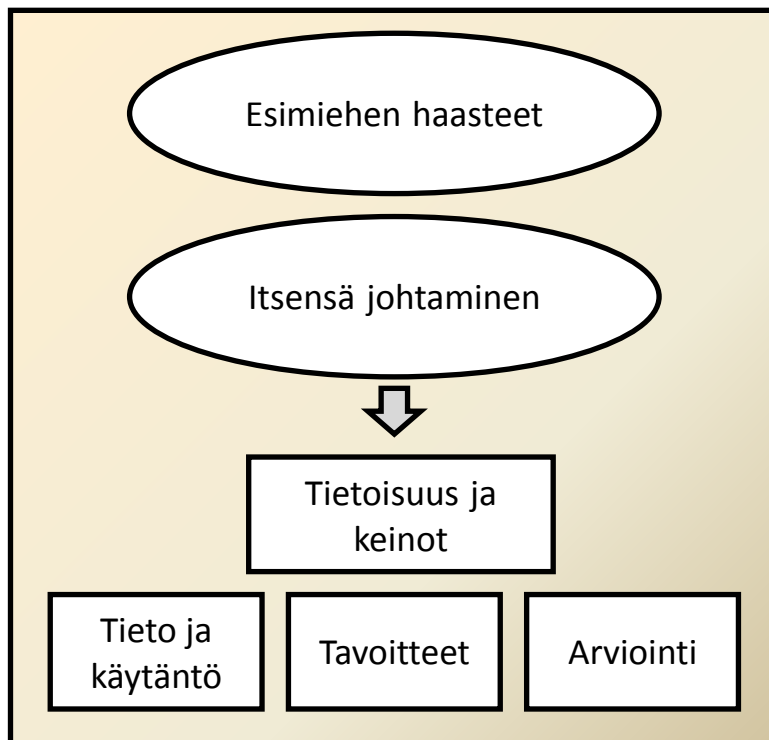 Esimiehen haasteet
Itsensä johtaminen
Tietoisuus ja
keinot
Tieto ja
käytäntö
Tavoitteet
Arviointi